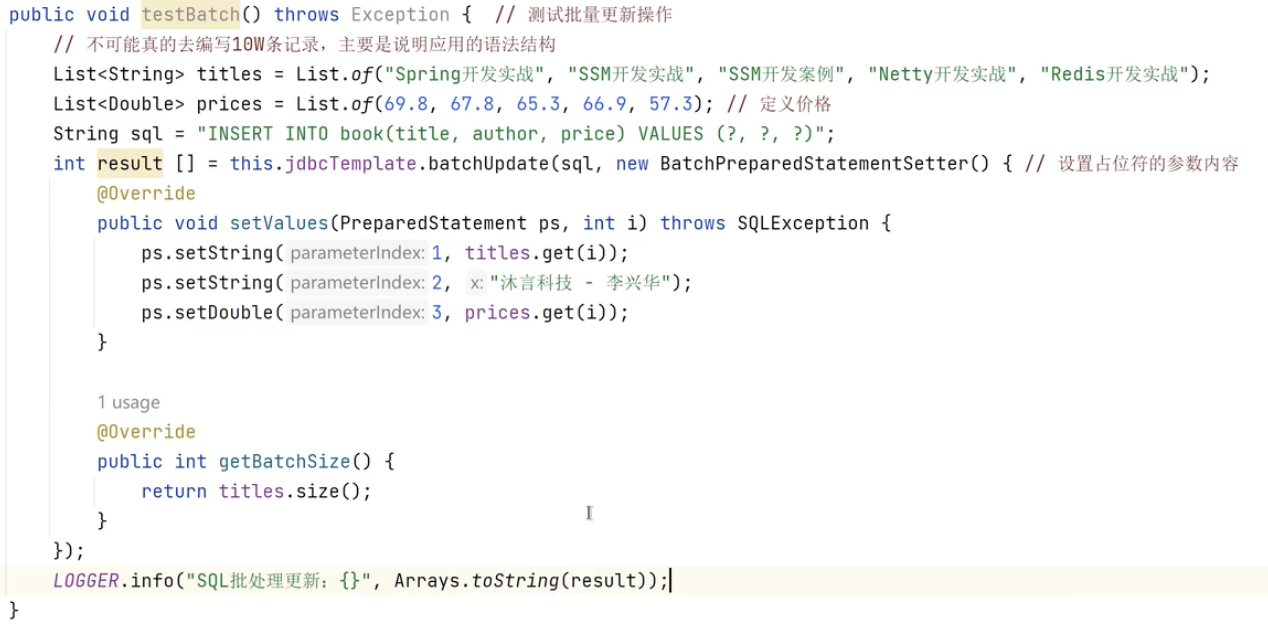 public void testBatch() throws Exception {  // 测试批量更新操作
    // 不可能真的去编写10W条记录，主要是说明应用的语法结构
    List<String> titles = List.of("Spring开发实战", "SSM开发实战", "SSM开发案例", "Netty开发实战", "Redis开发实战");
    List<Double> prices = List.of(69.8, 67.8, 65.3, 66.9, 57.3); // 定义价格
    String sql = "INSERT INTO book(title, author, price) VALUES (?, ?, ?)";
    int result [] = this.jdbcTemplate.batchUpdate(sql, new BatchPreparedStatementSetter() { // 设置占位符的参数内容
        @Override
        public void setValues(PreparedStatement ps, int i) throws SQLException {
            ps.setString( parameterIndex: 1, titles.get(i));
            ps.setString( parameterIndex: 2, x: "沐言科技 - 李兴华");
            ps.setDouble( parameterIndex: 3, prices.get(i));
        }
        1 usage
        @Override
        public int getBatchSize() {
            return titles.size();
        }
    });
    LOGGER.info("SQL批处理更新：{}", Arrays.toString(result));
}